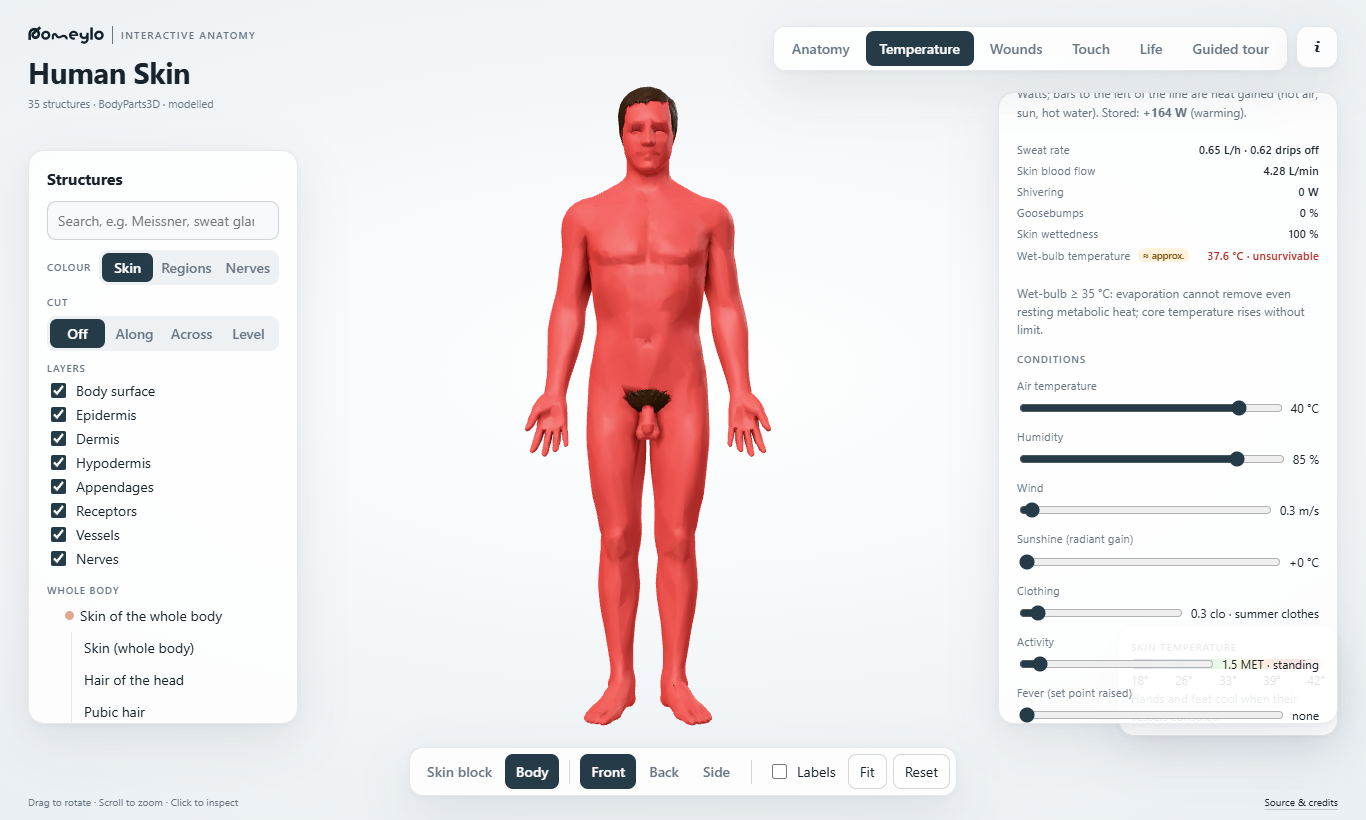 Domeylo
INTERACTIVE ANATOMY
Human Skin
35 structures · BodyParts3D · modelled
Anatomy
Temperature
Wounds
Touch
Life
Guided tour
i
Structures
Search, e.g. Meissner, sweat glar
COLOUR
Skin
Regions
Nerves
CUT
Off
Along
Across
Level
LAYERS
Body surface
Epidermis
Dermis
Hypodermis
Appendages
Receptors
Vessels
Nerves
WHOLE BODY
Skin of the whole body
Skin (whole body)
Hair of the head
Pubic hair
Watts; bars to the left of the line are heat gained (hot air,
sun, hot water). Stored: +164 W (warming).
Sweat rate 0.65 L/h · 0.62 drips off
Skin blood flow 4.28 L/min
Shivering 0 W
Goosebumps 0 %
Skin wettedness 100 %
Wet-bulb temperature ≈ approx. 37.6 °C · unsurvivable
Wet-bulb ≥ 35 °C: evaporation cannot remove even
resting metabolic heat; core temperature rises without
limit.
CONDITIONS
Air temperature
40 °C
Humidity
85 %
Wind
0.3 m/s
Sunshine (radiant gain)
+0 °C
Clothing
0.3 clo · summer clothes
Activity
1.5 MET · standing
SKIN TEMPERATURE
18° 26° 33° 39° 42°
Hands and feet cool when their
Fever (set point raised)
none
Skin block
Body
Front
Back
Side
Labels
Fit
Reset
Drag to rotate · Scroll to zoom · Click to inspect
Source & credits